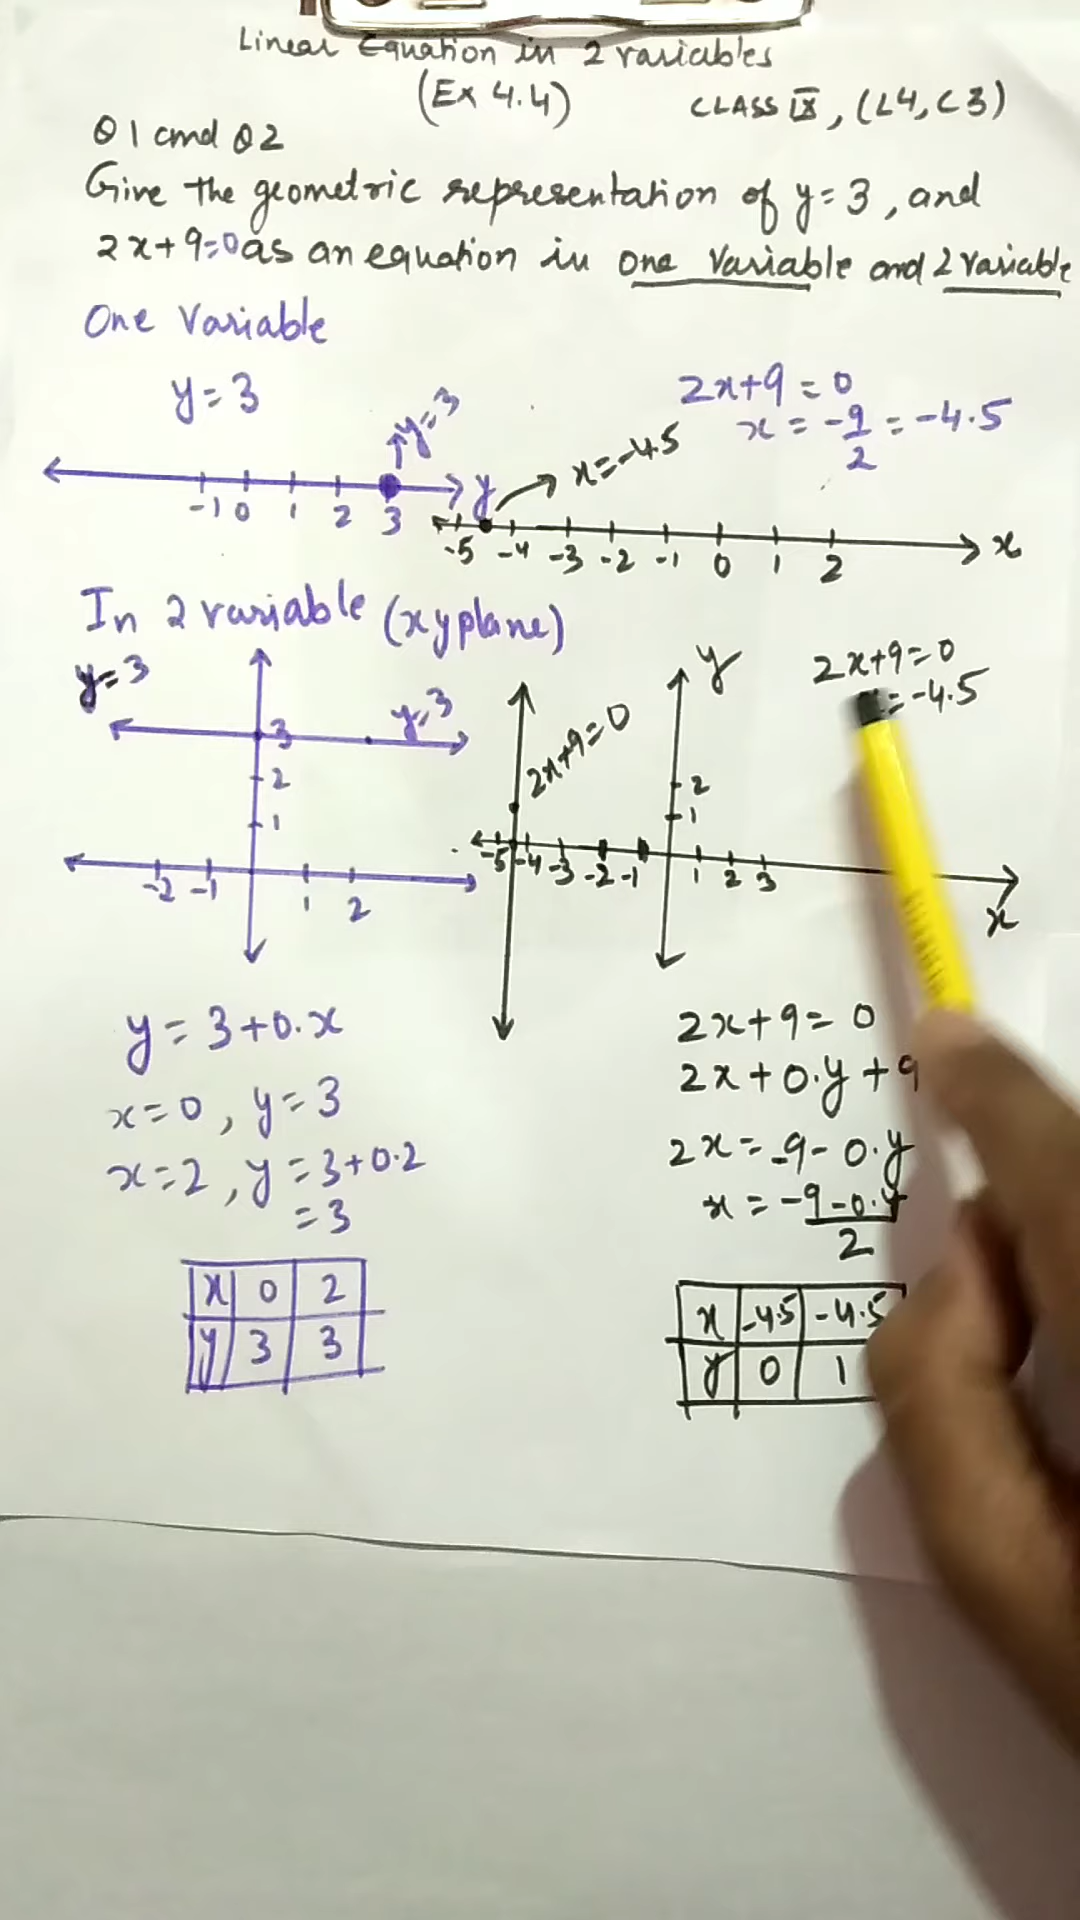 Linear Equation in 2 variables
(Ex 4.4)
CLASS IX, (L4, C3)
Q1 and Q2
Give the geometric representation of y=3, and
2x+9=0 as an equation in one variable and 2 variable
One Variable
y=3
2x+9=0
x = -9/2 = -4.5
y=3
-1 0 1 2 3
y
x=-4.5
-5 -4 -3 -2 -1 0 1 2
x
In 2 variable (xy plane)
y=3
y=3
3
2
1
-2 -1 1 2
y
2x+9=0
2x+9=0
=-4.5
2
1
-5 -4 -3 -2 -1 1 2 3
x
y = 3+0.x
x=0, y=3
x=2, y=3+0.2
=3
x 0 2
y 3 3
2x+9=0
2x+0.y+9
2x=-9-0.y
x = -9-0.y
2
x -4.5 -4.5
y 0 1